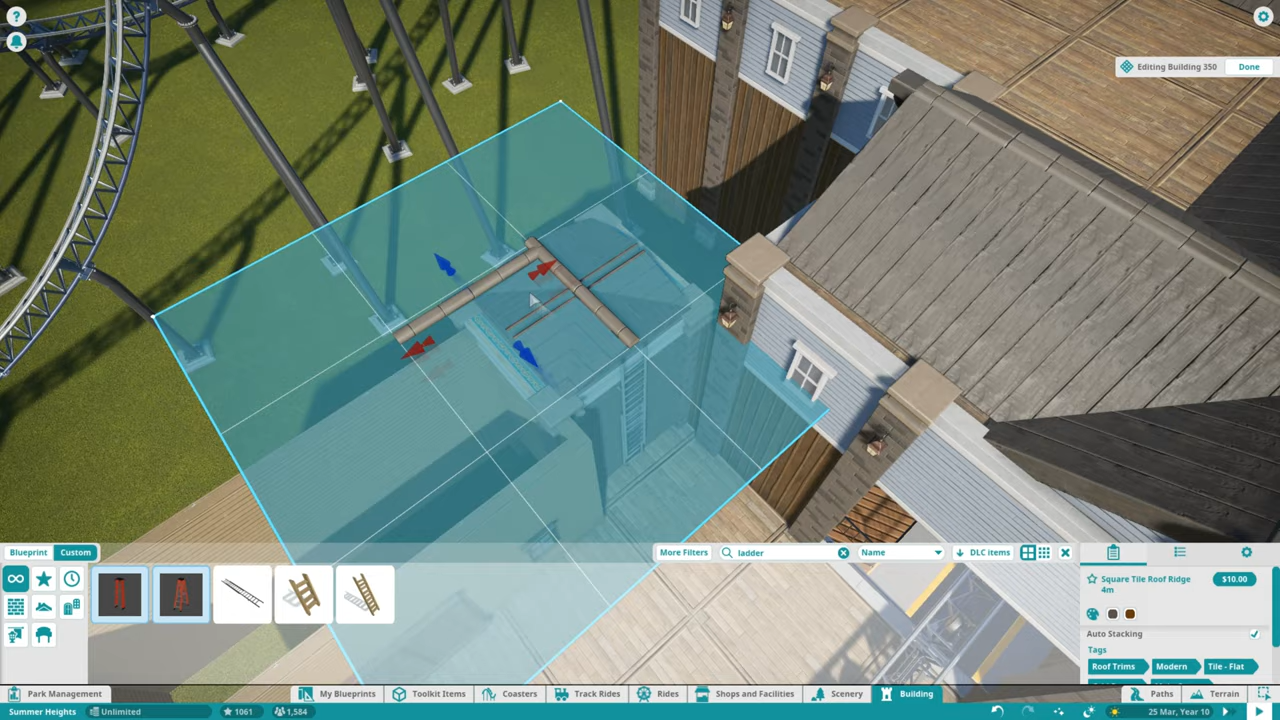 ?
Editing Building 350
Done
Blueprint
Custom
More Filters
ladder
Name
DLC items
Square Tile Roof Ridge
4m
$10.00
Auto Stacking
Tags
Roof Trims
Modern
Tile - Flat
Park Management
My Blueprints
Toolkit Items
Coasters
Track Rides
Rides
Shops and Facilities
Scenery
Building
Paths
Terrain
Summer Heights
Unlimited
1061
1,584
25 Mar, Year 10